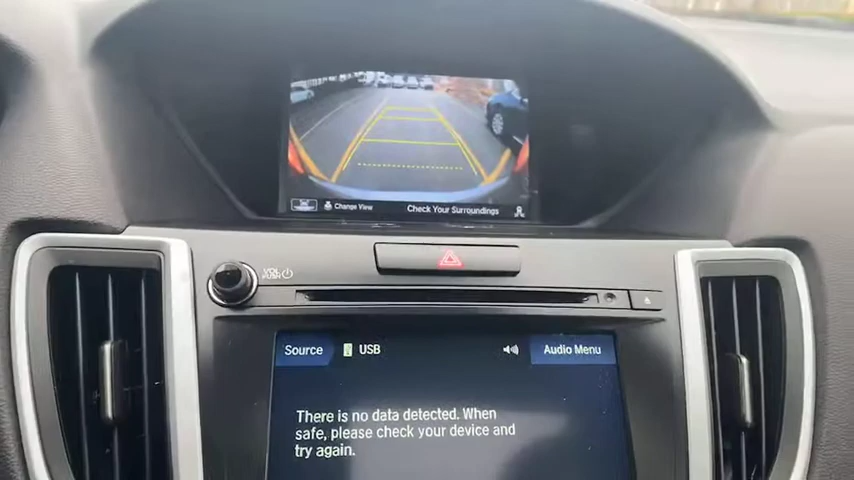 Change View
Check Your Surroundings
VOL
PUSH
Source
USB
Audio Menu
There is no data detected. When
safe, please check your device and
try again.